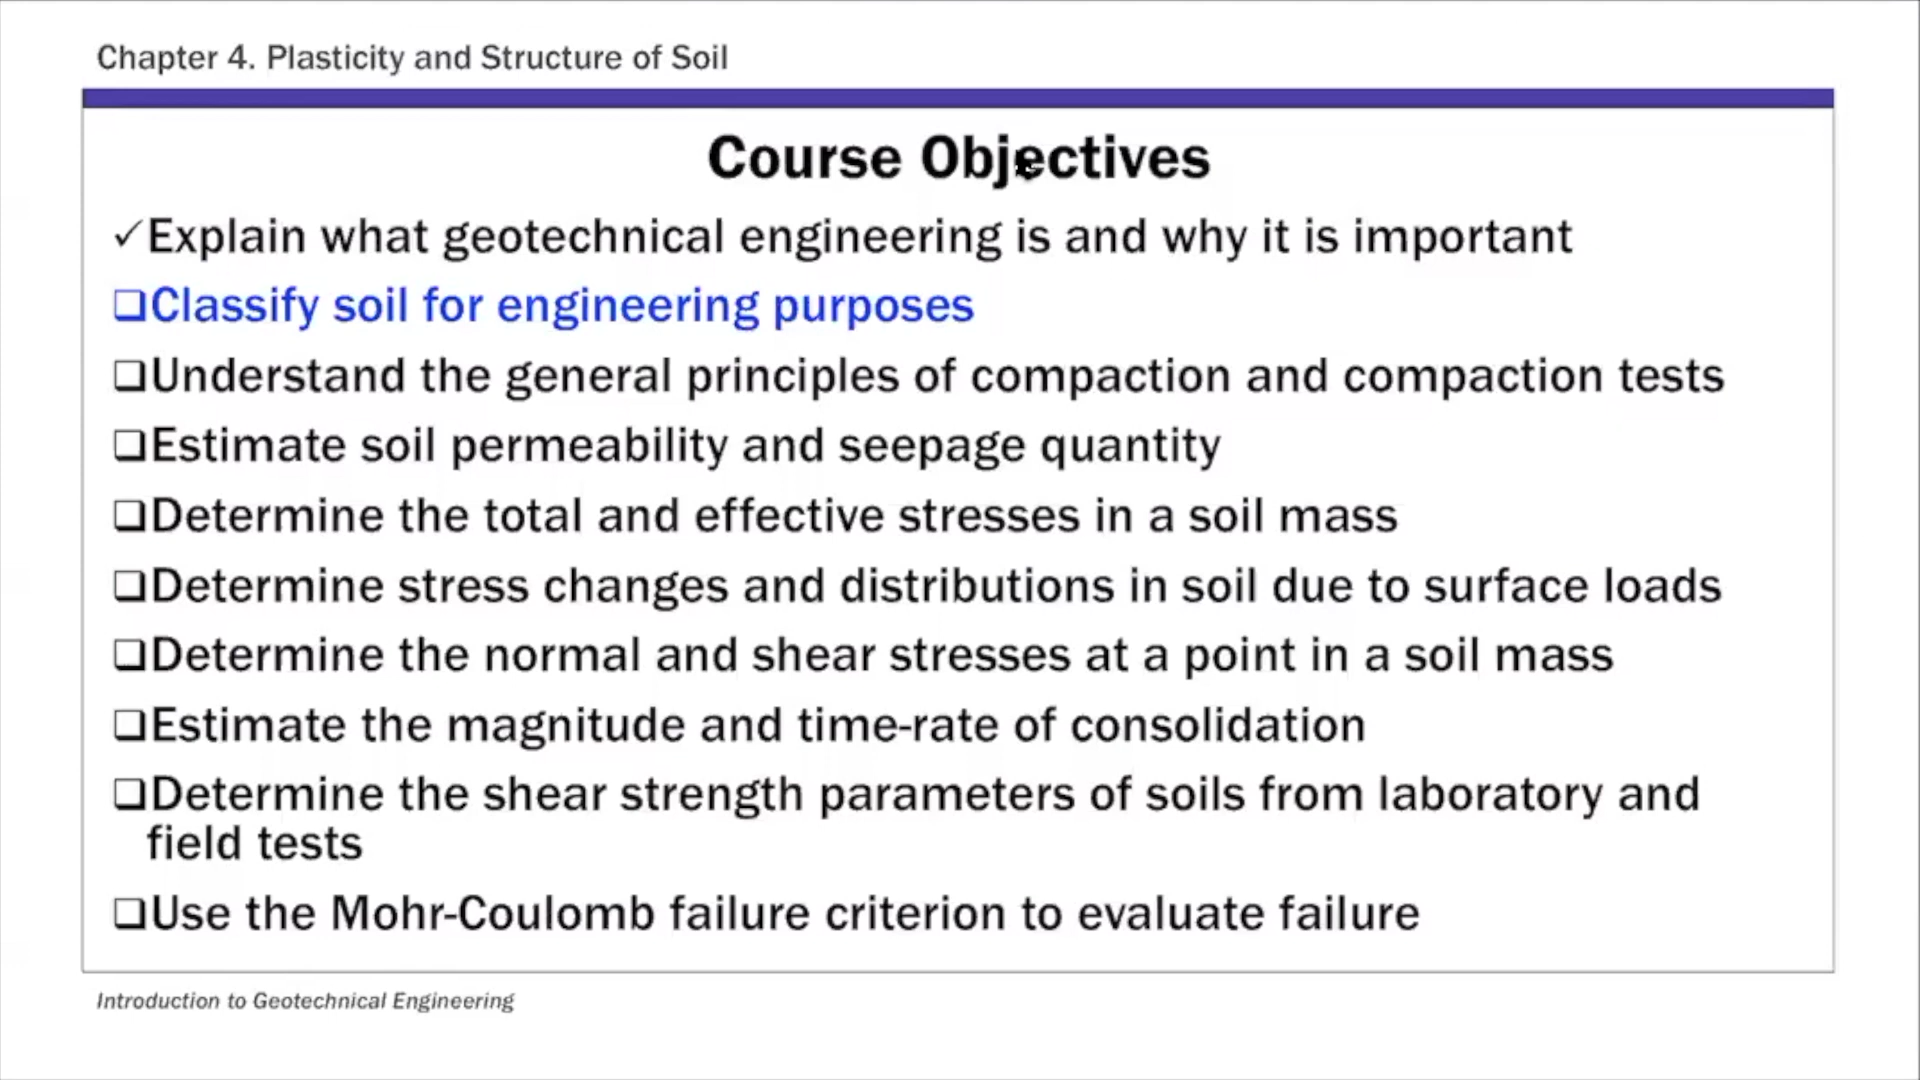 Chapter 4. Plasticity and Structure of Soil
Course Objectives
✓Explain what geotechnical engineering is and why it is important
❑Classify soil for engineering purposes
❑Understand the general principles of compaction and compaction tests
❑Estimate soil permeability and seepage quantity
❑Determine the total and effective stresses in a soil mass
❑Determine stress changes and distributions in soil due to surface loads
❑Determine the normal and shear stresses at a point in a soil mass
❑Estimate the magnitude and time-rate of consolidation
❑Determine the shear strength parameters of soils from laboratory and
field tests
❑Use the Mohr-Coulomb failure criterion to evaluate failure
Introduction to Geotechnical Engineering